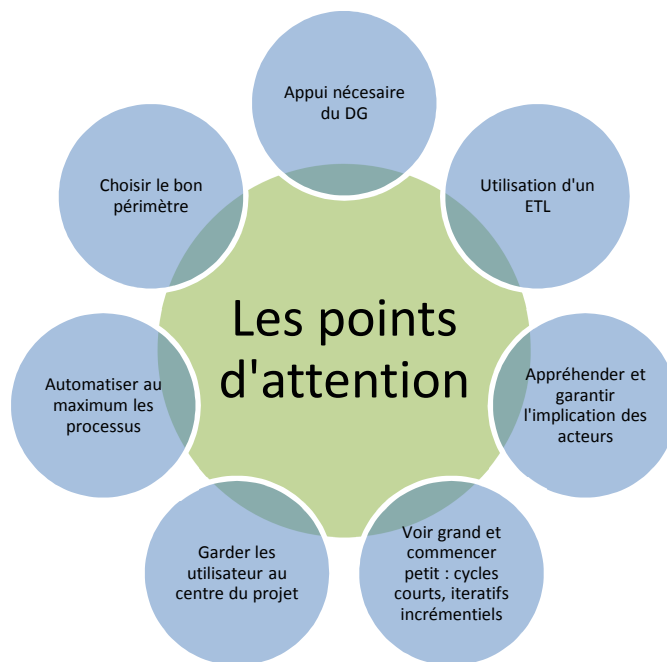 Appui nécesaire
du DG
Utilisation d'un
ETL
Appréhender et
garantir
l'implication des
acteurs
Voir grand et
commencer
petit : cycles
courts, iteratifs
incrémentiels
Garder les
utilisateur au
centre du projet
Automatiser au
maximum les
processus
Choisir le bon
périmètre
Les points
d'attention